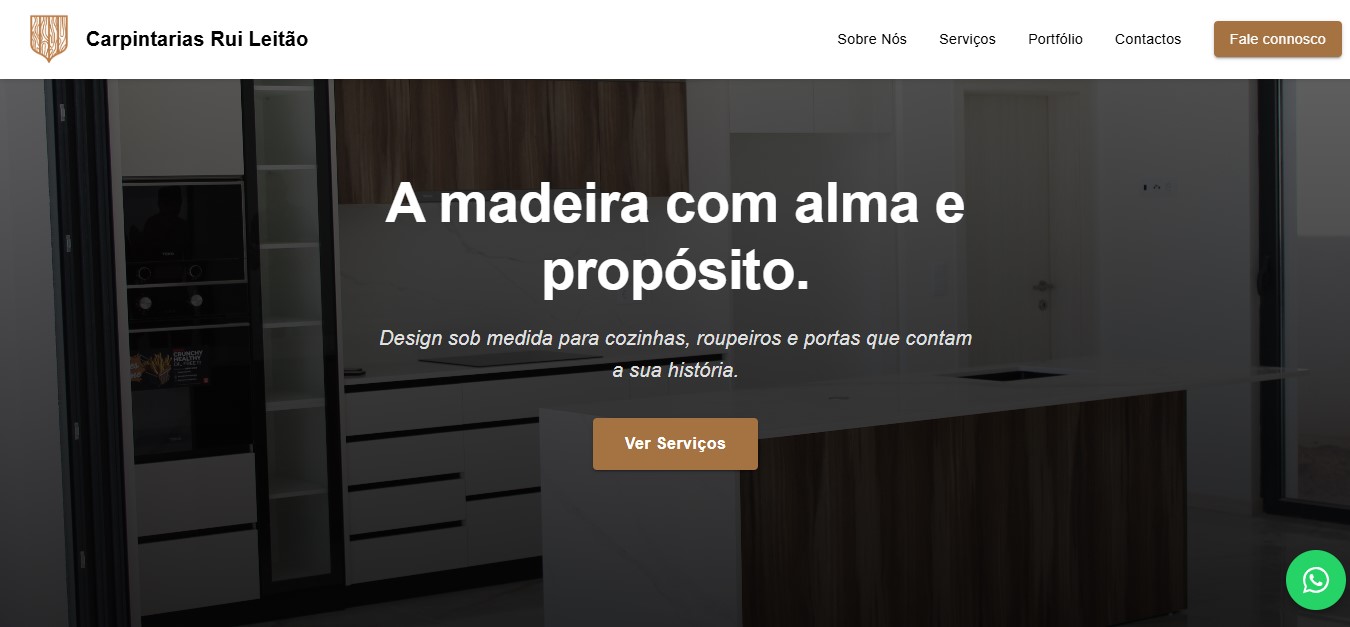 Carpintarias Rui Leitão
Sobre Nós
Serviços
Portfólio
Contactos
Fale connosco
A madeira com alma e
propósito.
Design sob medida para cozinhas, roupeiros e portas que contam
a sua história.
CRUNCHY
HEALTHY
Ver Serviços